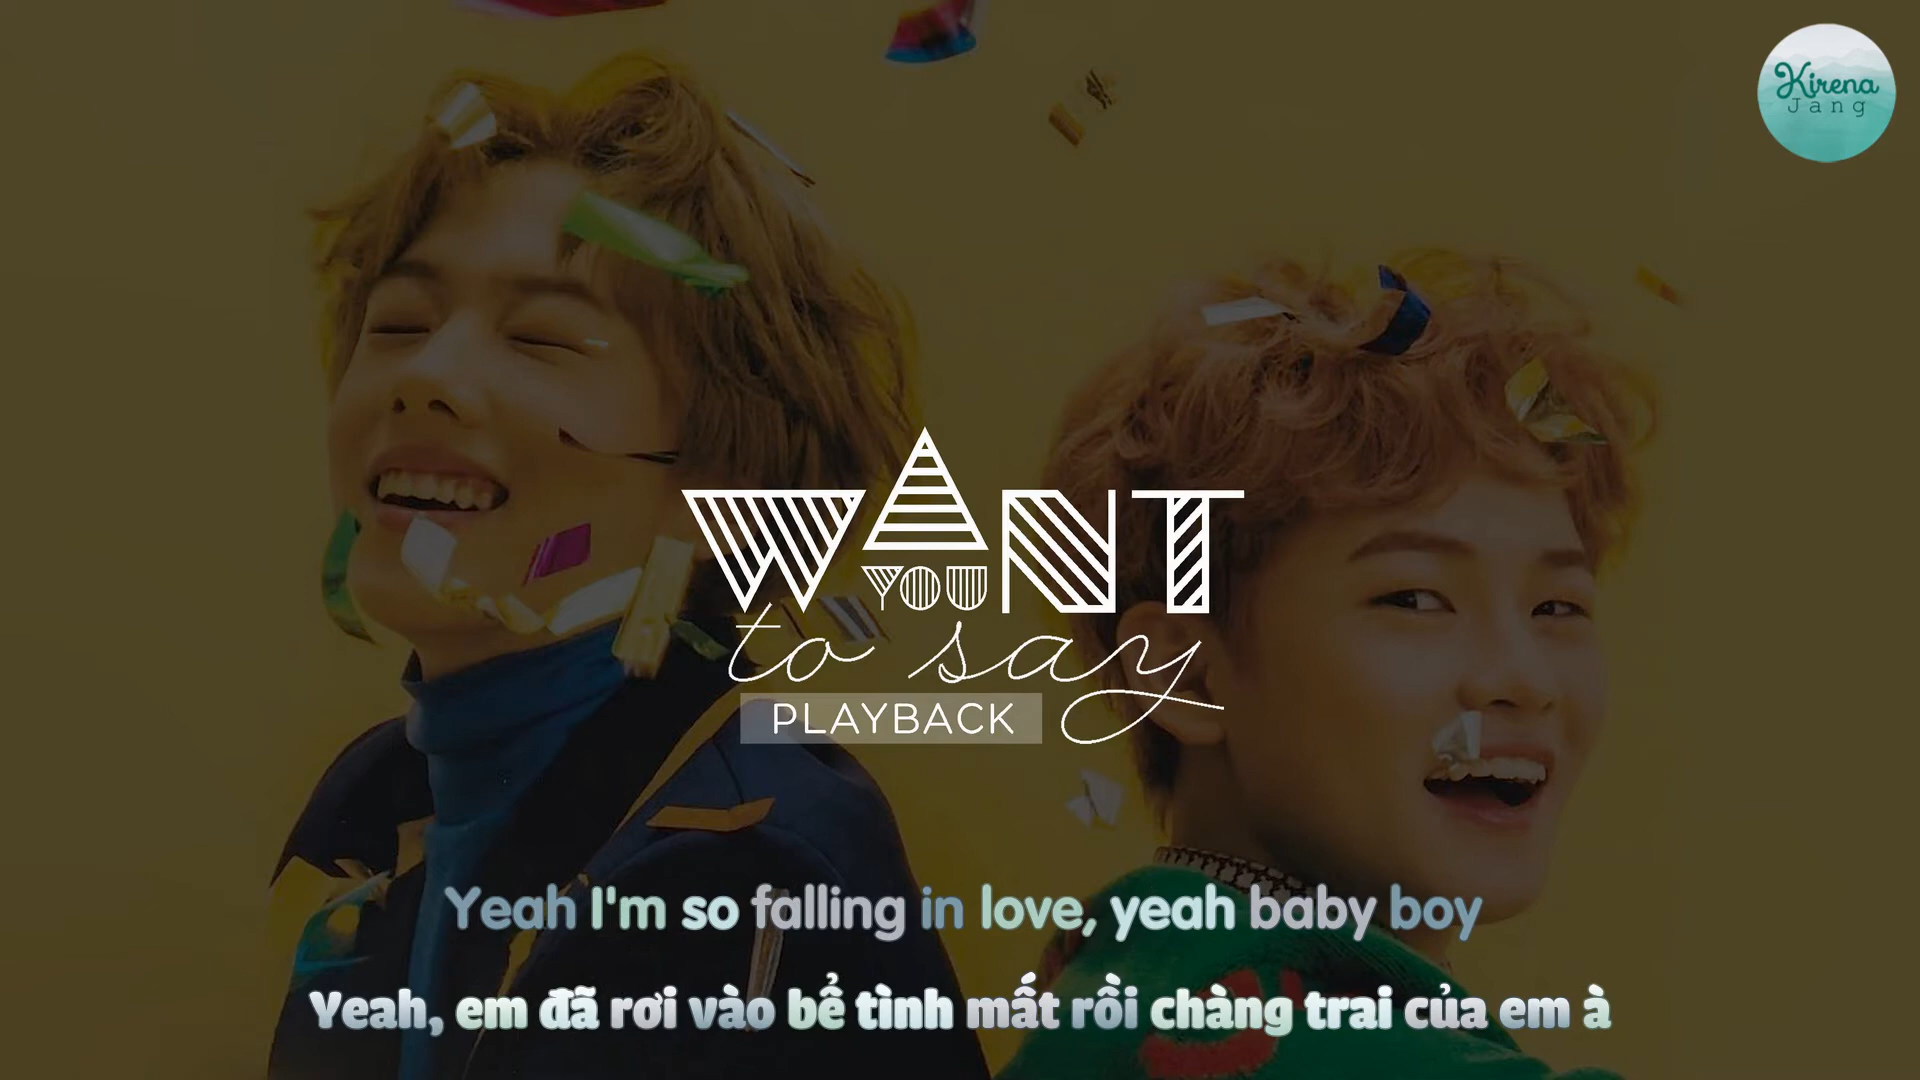 Kirena
Jang
WANT
YOU
to say
PLAYBACK
Yeah I'm so falling in love, yeah baby boy
Yeah, em đã rơi vào bể tình mất rồi chàng trai của em à